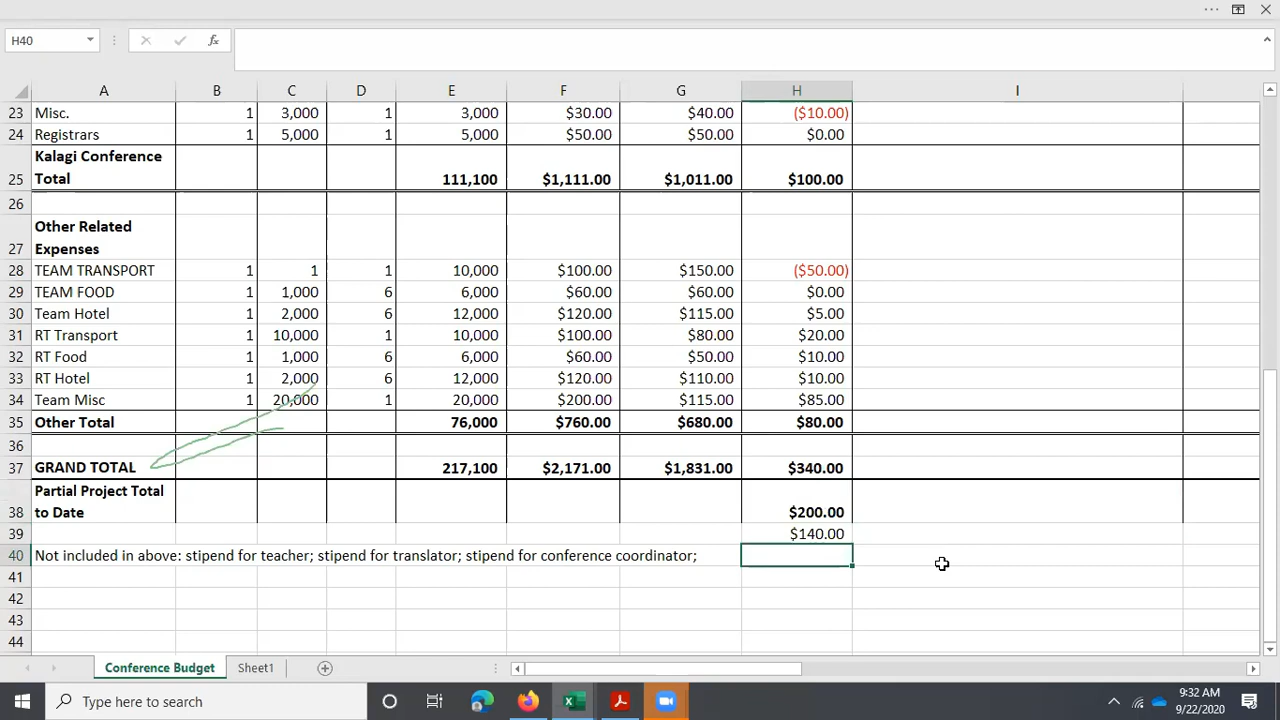 H40 fx
A B C D E F G H I
23 Misc. 1 3,000 1 3,000 $30.00 $40.00 ($10.00)
24 Registrars 1 5,000 1 5,000 $50.00 $50.00 $0.00
Kalagi Conference
25 Total 111,100 $1,111.00 $1,011.00 $100.00
26
Other Related
27 Expenses
28 TEAM TRANSPORT 1 1 1 10,000 $100.00 $150.00 ($50.00)
29 TEAM FOOD 1 1,000 6 6,000 $60.00 $60.00 $0.00
30 Team Hotel 1 2,000 6 12,000 $120.00 $115.00 $5.00
31 RT Transport 1 10,000 1 10,000 $100.00 $80.00 $20.00
32 RT Food 1 1,000 6 6,000 $60.00 $50.00 $10.00
33 RT Hotel 1 2,000 6 12,000 $120.00 $110.00 $10.00
34 Team Misc 1 20,000 1 20,000 $200.00 $115.00 $85.00
35 Other Total 76,000 $760.00 $680.00 $80.00
36
37 GRAND TOTAL 217,100 $2,171.00 $1,831.00 $340.00
Partial Project Total
38 to Date $200.00
39 $140.00
40 Not included in above: stipend for teacher; stipend for translator; stipend for conference coordinator;
41
42
43
44
Conference Budget Sheet1
Type here to search
9:32 AM
9/22/2020